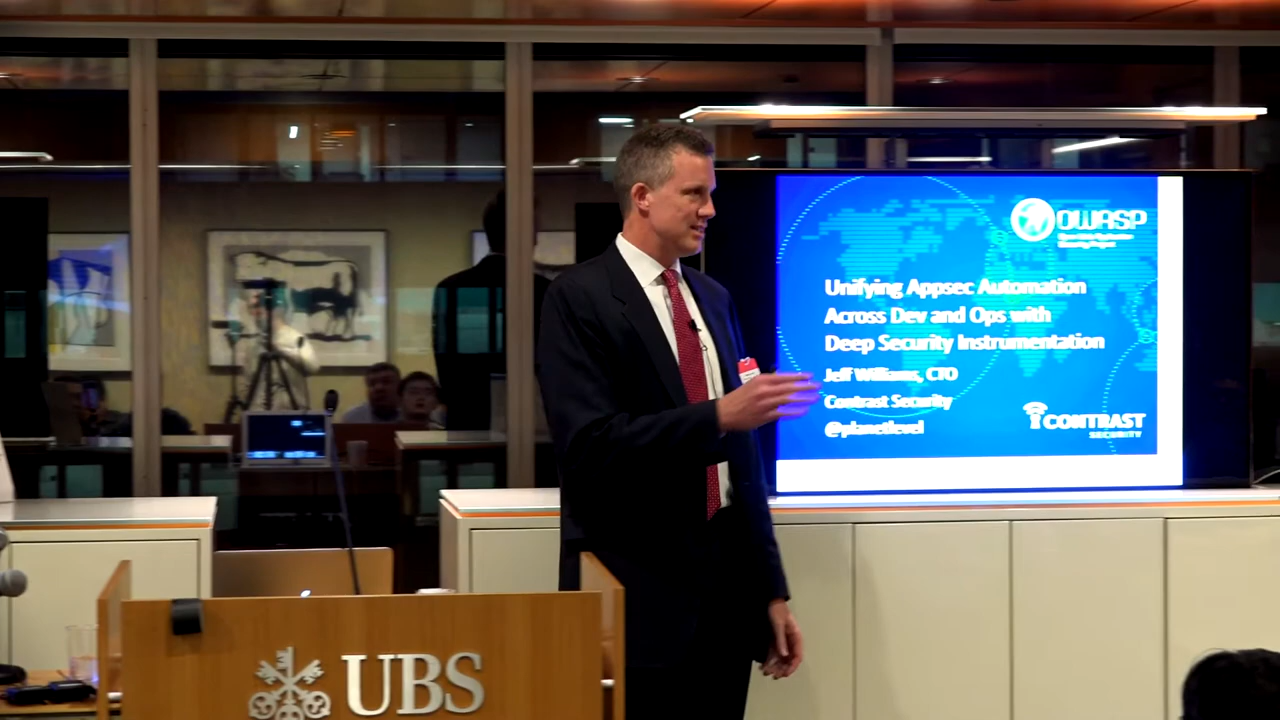 OWASP
Unifying Appsec Automation
Across Dev and Ops with
Deep Security Instrumentation
Jeff Williams, CTO
Contrast Security
@planetlevel
CONTRAST
SECURITY
UBS